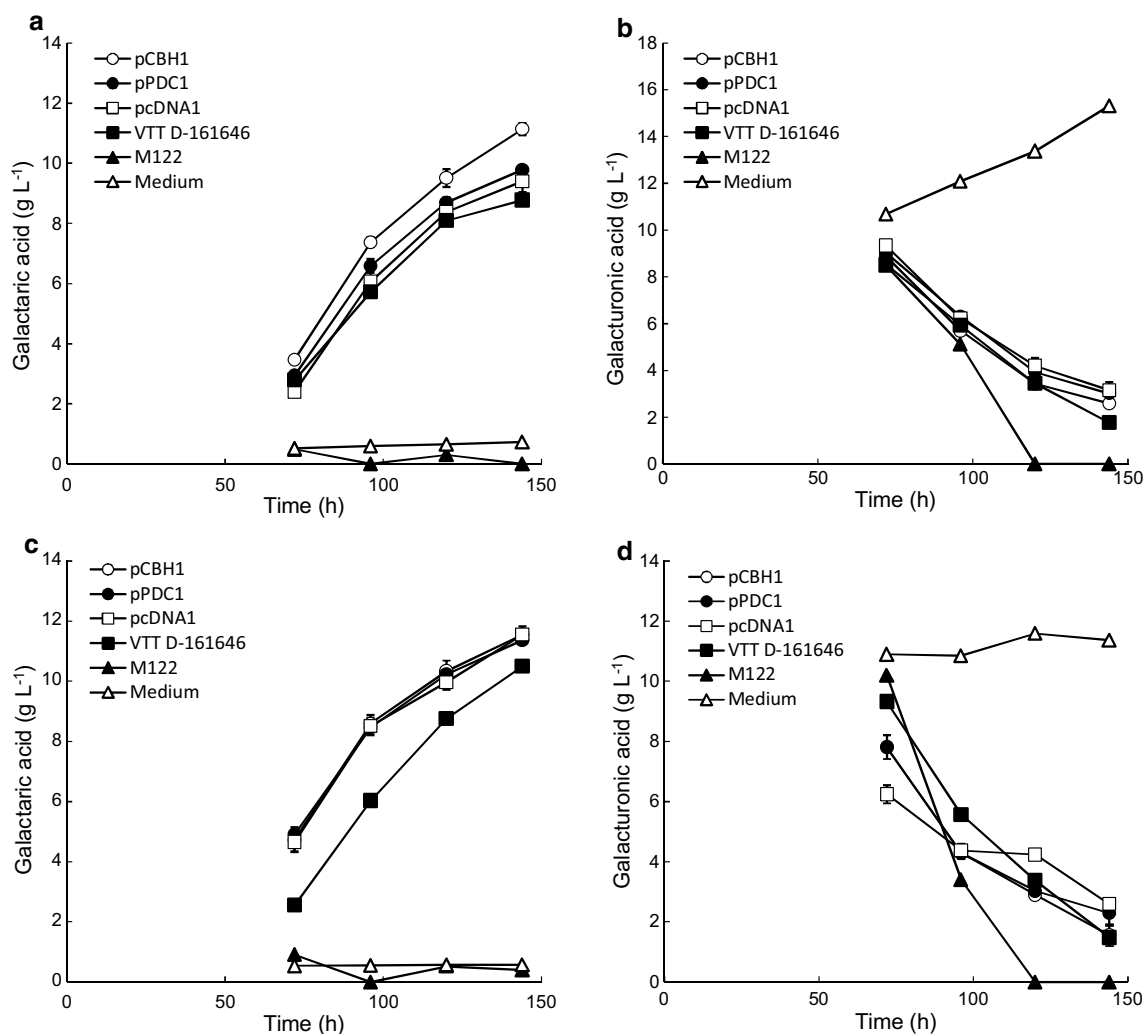 a
Galactaric acid (g L⁻¹)
14
12
10
8
6
4
2
0
pCBH1
pPDC1
pcDNA1
VTT D-161646
M122
Medium
0
50
100
150
Time (h)
b
Galacturonic acid (g L⁻¹)
18
16
14
12
10
8
6
4
2
0
pCBH1
pPDC1
pcDNA1
VTT D-161646
M122
Medium
0
50
100
150
Time (h)
c
Galactaric acid (g L⁻¹)
14
12
10
8
6
4
2
0
pCBH1
pPDC1
pcDNA1
VTT D-161646
M122
Medium
0
50
100
150
Time (h)
d
Galacturonic acid (g L⁻¹)
14
12
10
8
6
4
2
0
pCBH1
pPDC1
pcDNA1
VTT D-161646
M122
Medium
0
50
100
150
Time (h)